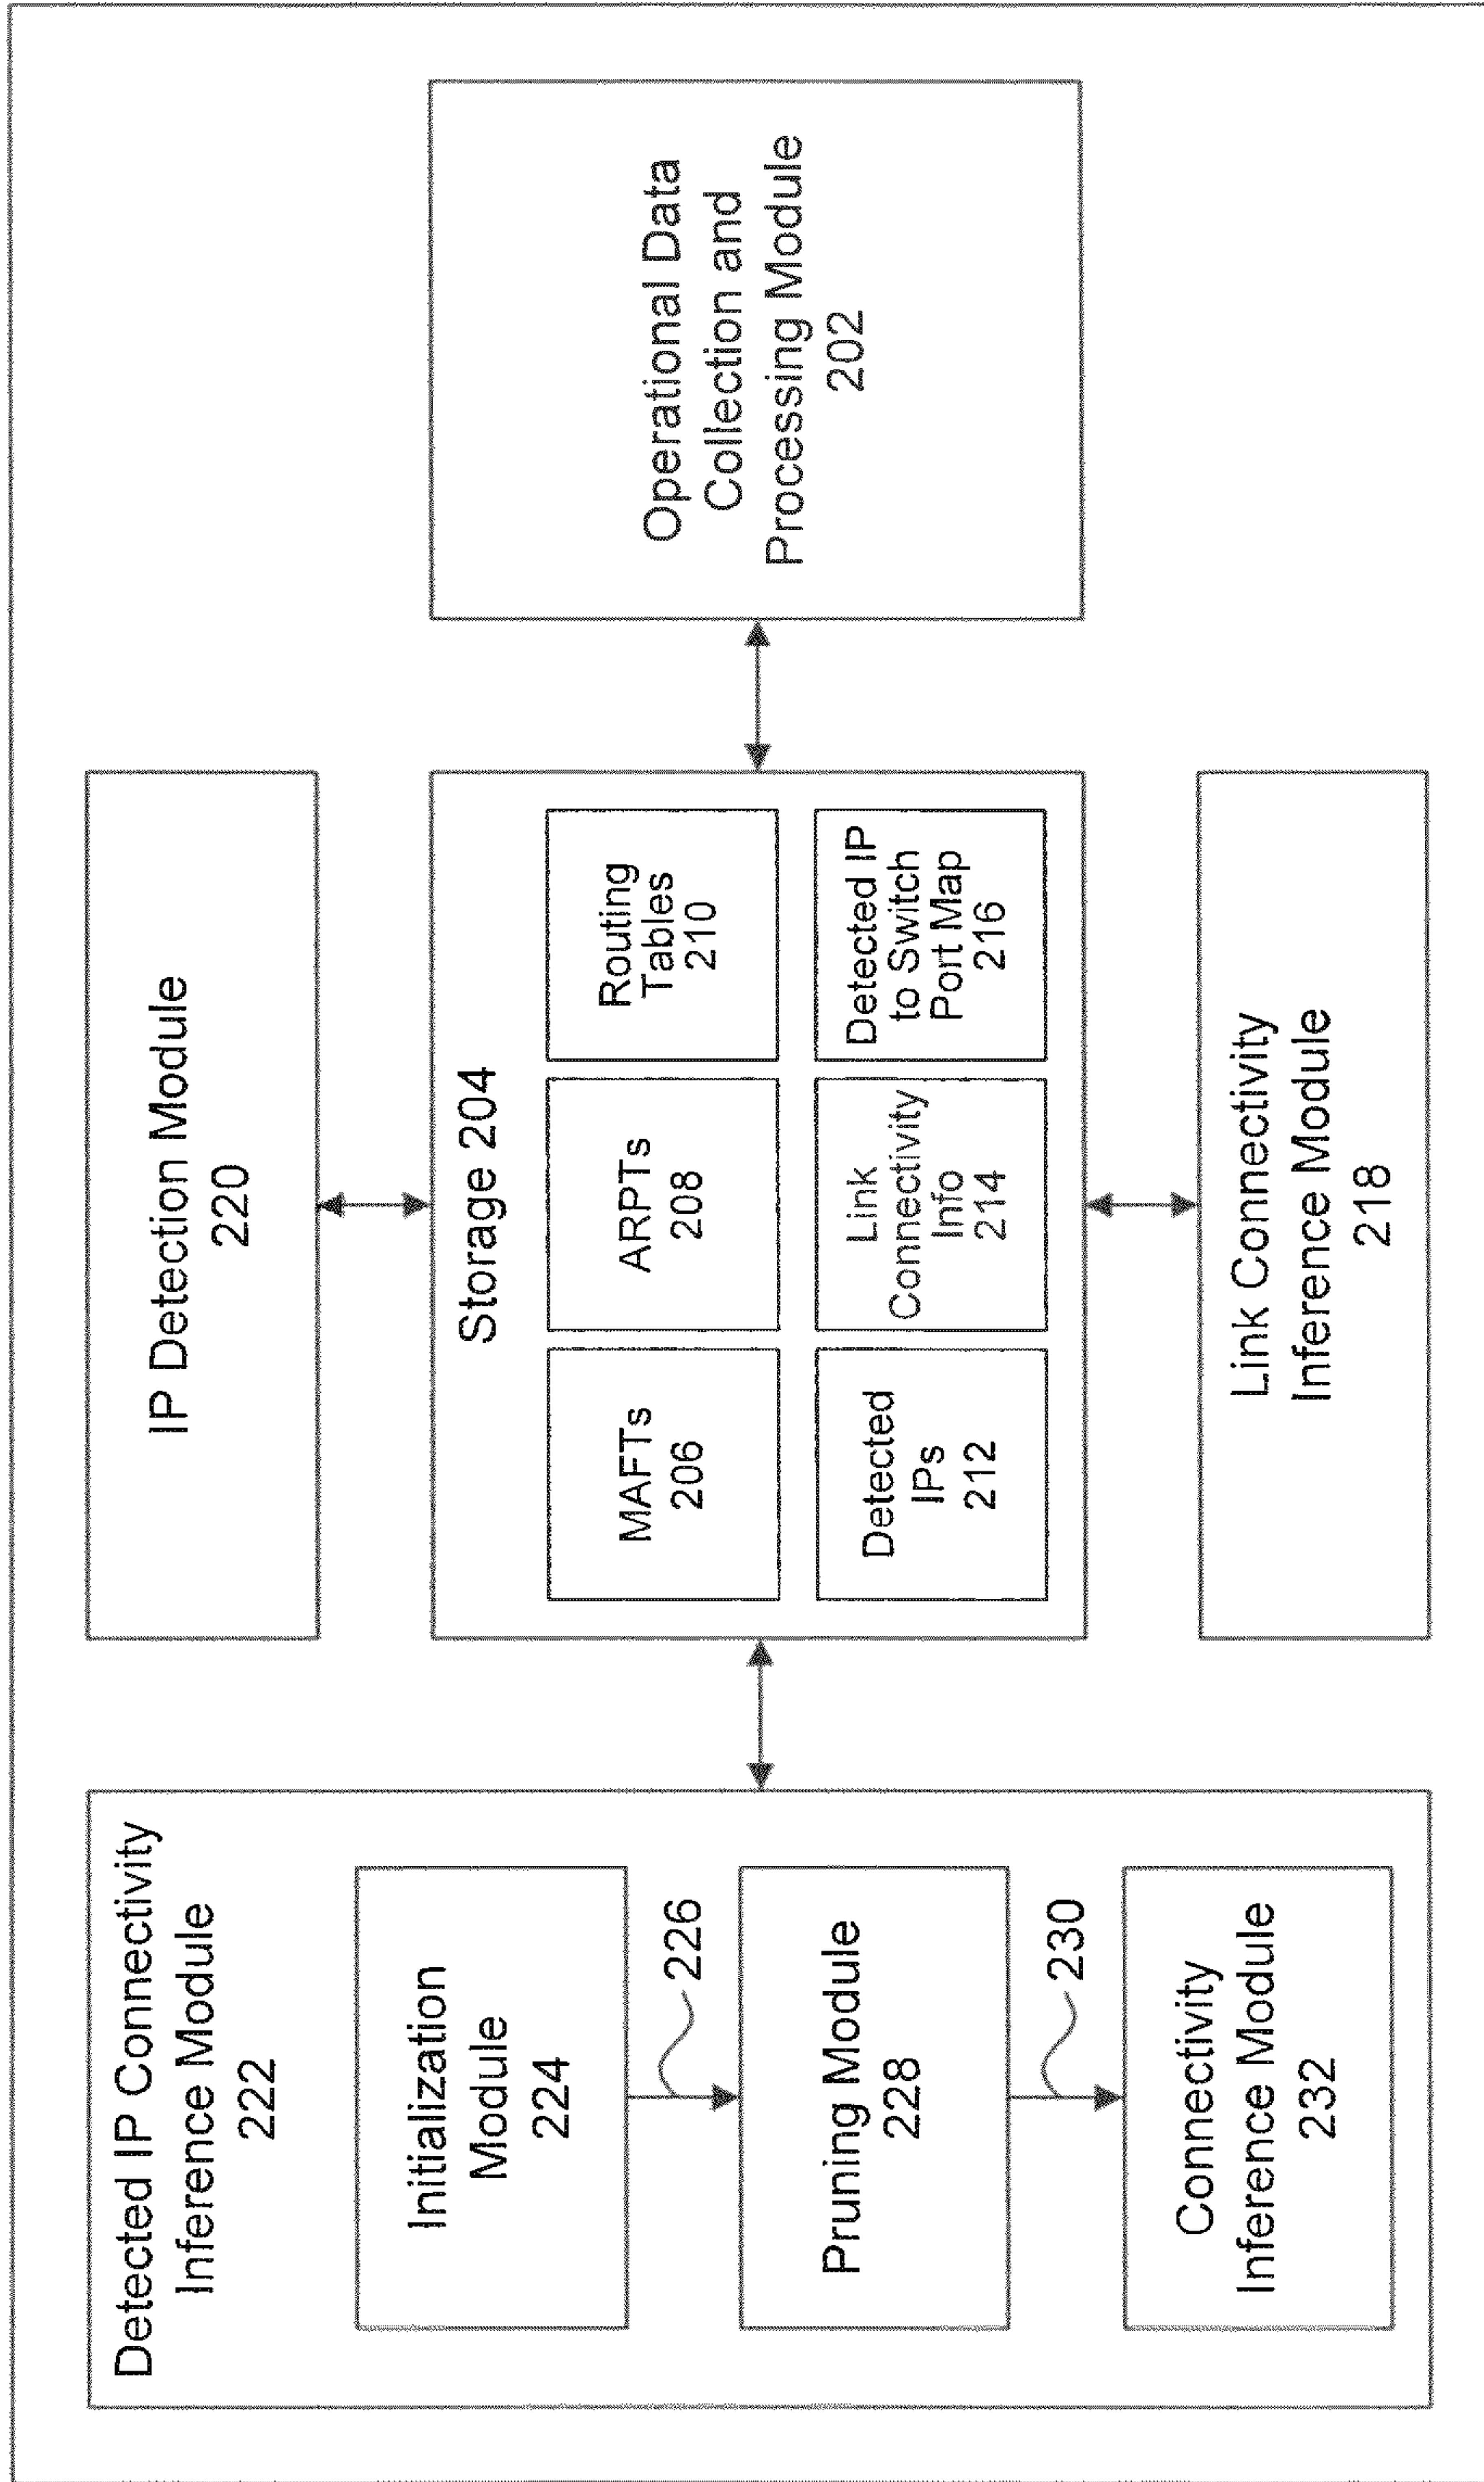 Detected IP Connectivity
Inference Module
222
Initialization
Module
224
226
Pruning Module
228
230
Connectivity
Inference Module
232
IP Detection Module
220
Storage 204
MAFTs
206
ARPTs
208
Routing
Tables
210
Detected
IPs
212
Link
Connectivity
Info
214
Detected IP
to Switch
Port Map
216
Link Connectivity
Inference Module
218
Operational Data
Collection and
Processing Module
202